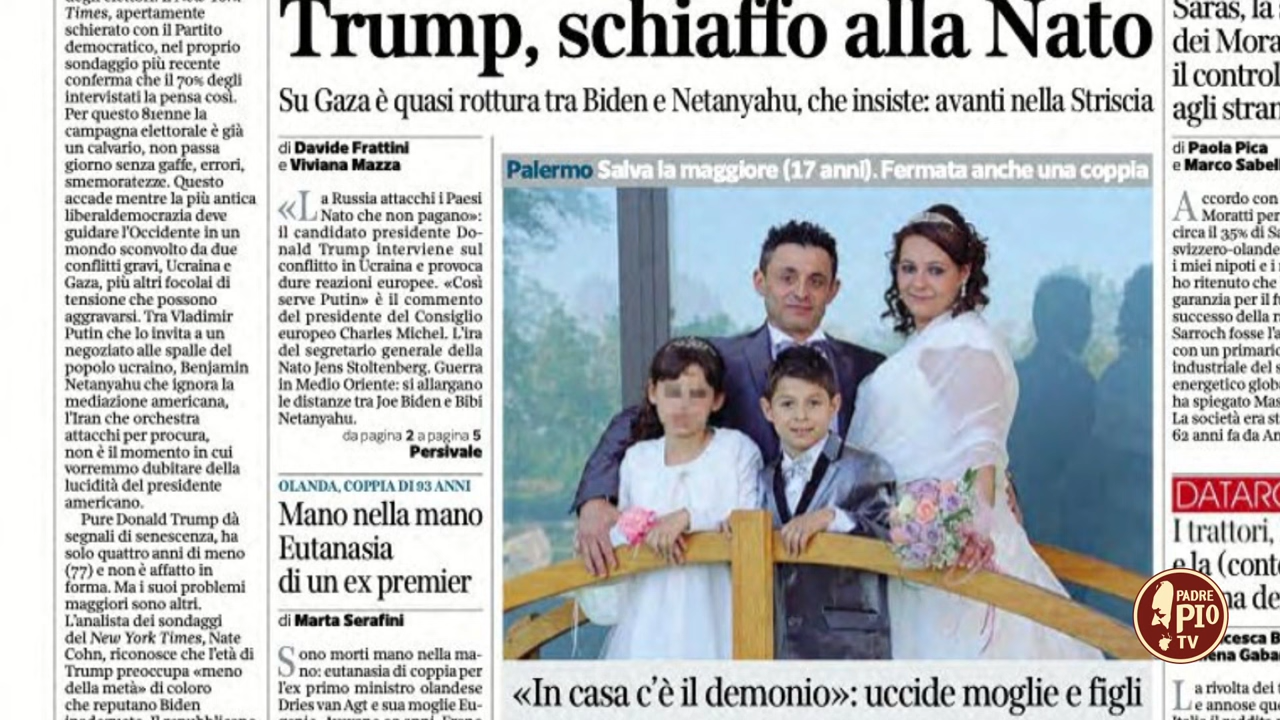 Times, apertamente
schierato con il Partito
democratico, nel proprio
sondaggio più recente
conferma che il 70% degli
intervistati la pensa così.
Per questo 81enne la
campagna elettorale è già
un calvario, non passa
giorno senza gaffe, errori,
smemoratezze. Questo
accade mentre la più antica
liberaldemocrazia deve
guidare l'Occidente in un
mondo sconvolto da due
conflitti gravi, Ucraina e
Gaza, più altri focolai di
tensione che possono
aggravarsi. Tra Vladimir
Putin che lo invita a un
negoziato alle spalle del
popolo ucraino, Benjamin
Netanyahu che ignora la
mediazione americana,
l'Iran che orchestra
attacchi per procura,
non è il momento in cui
vorremmo dubitare della
lucidità del presidente
americano.
Pure Donald Trump dà
segnali di senescenza, ha
solo quattro anni di meno
(77) e non è affatto in
forma. Ma i suoi problemi
maggiori sono altri.
L'analista dei sondaggi
del New York Times, Nate
Cohn, riconosce che l'età di
Trump preoccupa «meno
della metà» di coloro
che reputano Biden
Trump, schiaffo alla Nato
Su Gaza è quasi rottura tra Biden e Netanyahu, che insiste: avanti nella Striscia
di Davide Frattini
e Viviana Mazza
«La Russia attacchi i Paesi
Nato che non pagano»:
il candidato presidente Do-
nald Trump interviene sul
conflitto in Ucraina e provoca
dure reazioni europee. «Così
serve Putin» è il commento
del presidente del Consiglio
europeo Charles Michel. L'ira
del segretario generale della
Nato Jens Stoltenberg. Guerra
in Medio Oriente: si allargano
le distanze tra Joe Biden e Bibi
Netanyahu.
da pagina 2 a pagina 5
Persivale
OLANDA, COPPIA DI 93 ANNI
Mano nella mano
Eutanasia
di un ex premier
di Marta Serafini
Sono morti mano nella ma-
no: eutanasia di coppia per
l'ex primo ministro olandese
Dries van Agt e sua moglie Eu-
Palermo Salva la maggiore (17 anni). Fermata anche una coppia
«In casa c'è il demonio»: uccide moglie e figli
Saras, la
dei Mora
il control
agli stran
di Paola Pica
e Marco Sabel
Accordo con
Moratti per
circa il 35% di Sa
svizzero-olande
i miei nipoti e i
ho ritenuto che
garanzia per il f
successo della r
Sarroch fosse l'a
con un primario
industriale del s
energetico glob
ha spiegato Mas
La società era st
62 anni fa da An
DATARO
I trattori,
e la (cont
na de
cesca B
ena Gaba
La rivolta dei
e annose qu
PADRE
PIO
TV